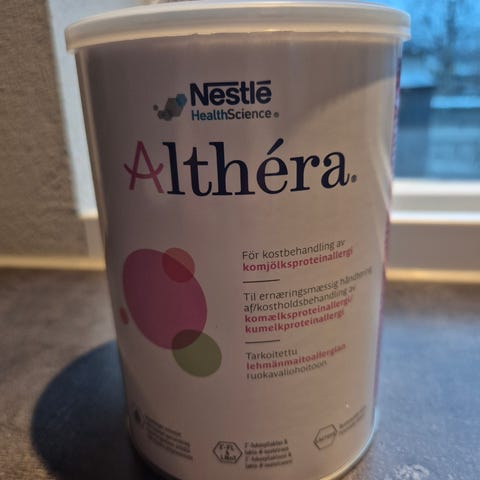 Nestlé
HealthScience®
Althéra®
För kostbehandling av
komjölksproteinallergi
Til ernæringsmæssig håndtering
af/kostholdsbehandling av
komælksproteinallergi/
kumelkproteinallergi
Tarkoitettu
lehmänmaitoallergian
ruokavaliohoitoon